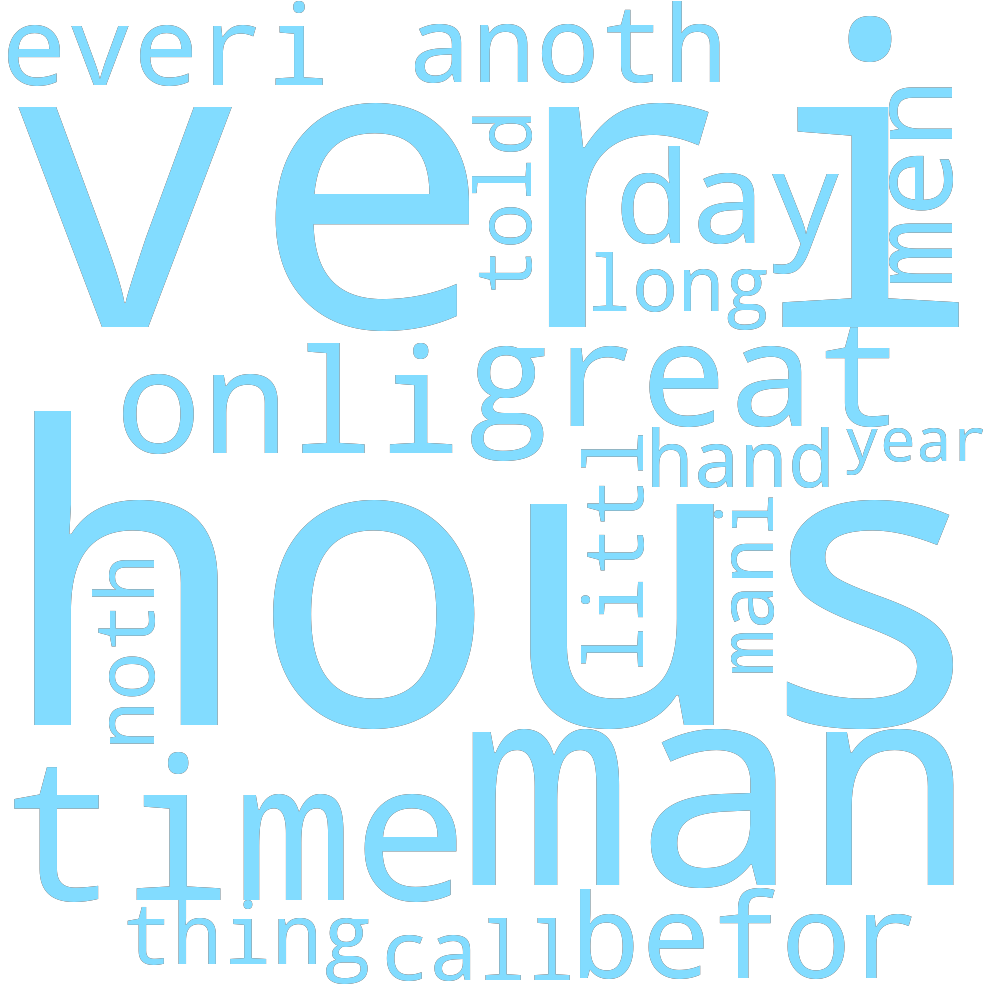 everi anoth
veri
told
day
men
long
onli great
hand year
hous
littl
mani
noth
time man
thing call befor